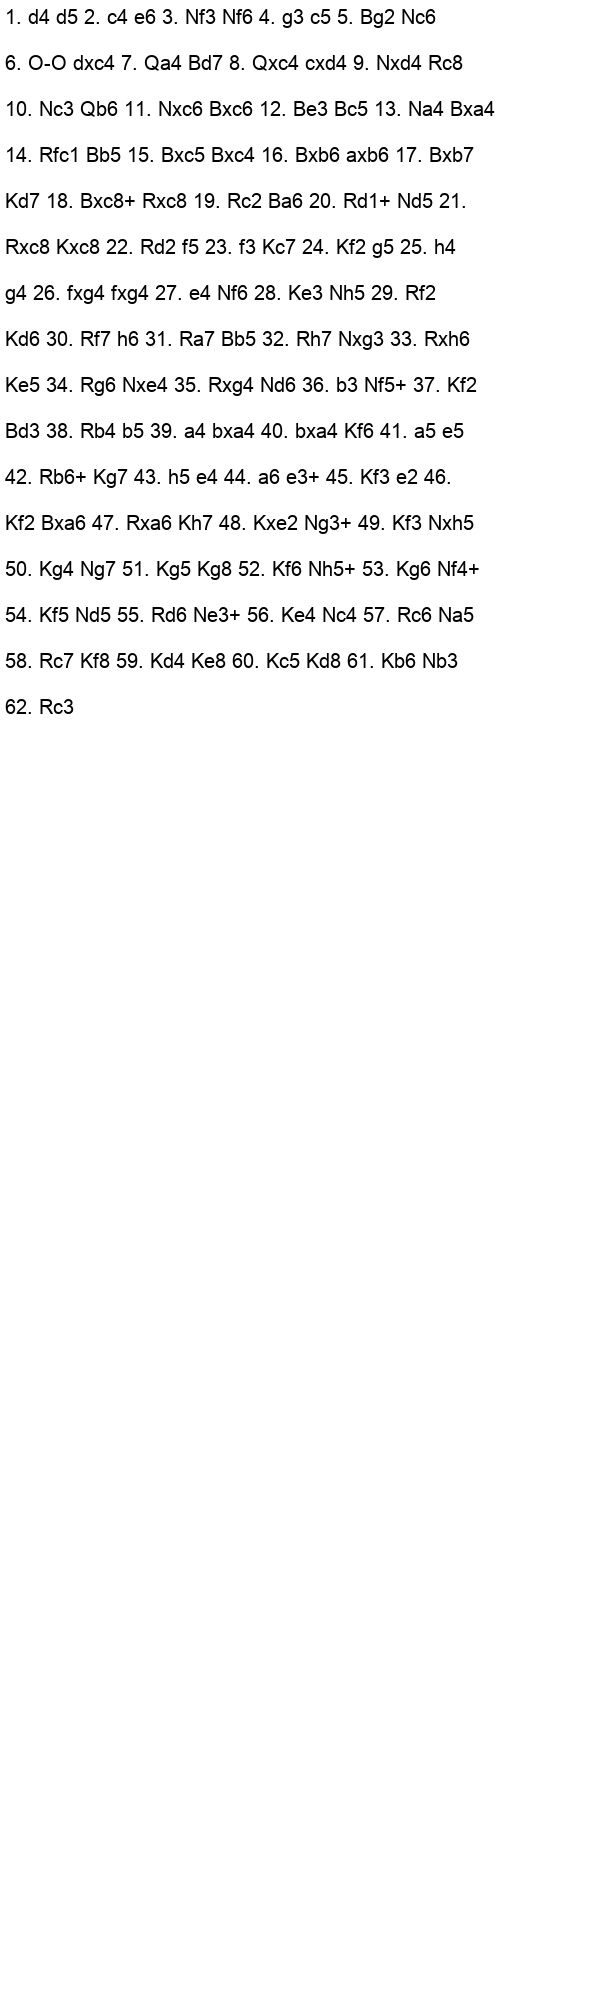 1. d4 d5 2. c4 e6 3. Nf3 Nf6 4. g3 c5 5. Bg2 Nc6
6. O-O dxc4 7. Qa4 Bd7 8. Qxc4 cxd4 9. Nxd4 Rc8
10. Nc3 Qb6 11. Nxc6 Bxc6 12. Be3 Bc5 13. Na4 Bxa4
14. Rfc1 Bb5 15. Bxc5 Bxc4 16. Bxb6 axb6 17. Bxb7
Kd7 18. Bxc8+ Rxc8 19. Rc2 Ba6 20. Rd1+ Nd5 21.
Rxc8 Kxc8 22. Rd2 f5 23. f3 Kc7 24. Kf2 g5 25. h4
g4 26. fxg4 fxg4 27. e4 Nf6 28. Ke3 Nh5 29. Rf2
Kd6 30. Rf7 h6 31. Ra7 Bb5 32. Rh7 Nxg3 33. Rxh6
Ke5 34. Rg6 Nxe4 35. Rxg4 Nd6 36. b3 Nf5+ 37. Kf2
Bd3 38. Rb4 b5 39. a4 bxa4 40. bxa4 Kf6 41. a5 e5
42. Rb6+ Kg7 43. h5 e4 44. a6 e3+ 45. Kf3 e2 46.
Kf2 Bxa6 47. Rxa6 Kh7 48. Kxe2 Ng3+ 49. Kf3 Nxh5
50. Kg4 Ng7 51. Kg5 Kg8 52. Kf6 Nh5+ 53. Kg6 Nf4+
54. Kf5 Nd5 55. Rd6 Ne3+ 56. Ke4 Nc4 57. Rc6 Na5
58. Rc7 Kf8 59. Kd4 Ke8 60. Kc5 Kd8 61. Kb6 Nb3
62. Rc3